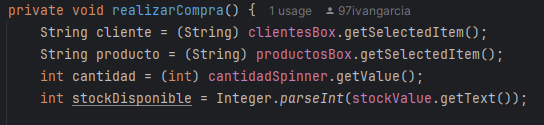 private void realizarCompra() { 1 usage 97ivangarcia
String cliente = (String) clientesBox.getSelectedItem();
String producto = (String) productosBox.getSelectedItem();
int cantidad = (int) cantidadSpinner.getValue();
int stockDisponible = Integer.parseInt(stockValue.getText());